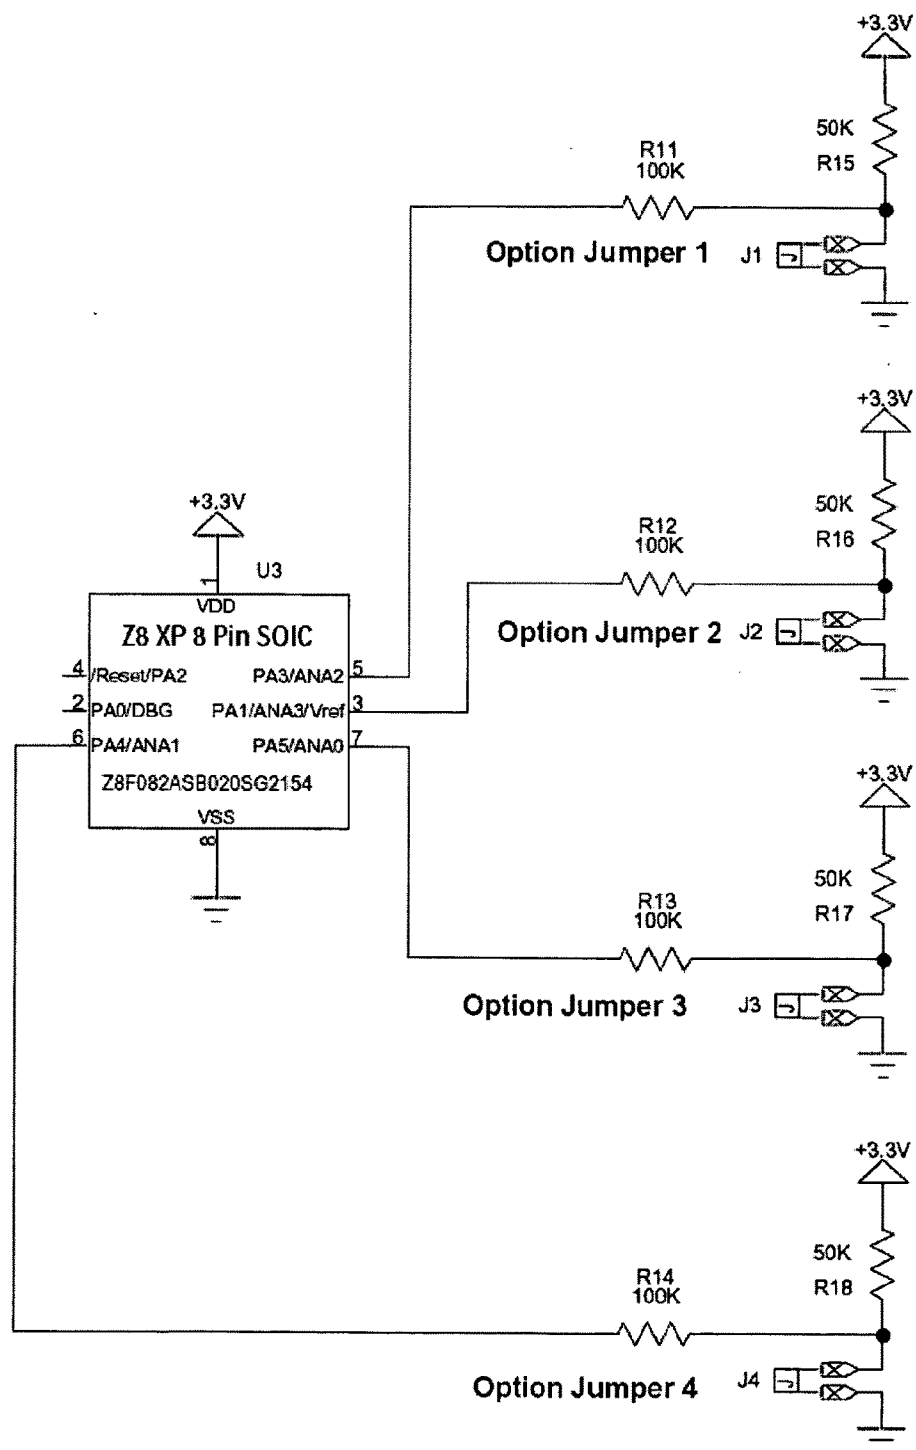 +3.3V
50K
R15
R11
100K
Option Jumper 1
J1
+3.3V
50K
R16
R12
100K
Option Jumper 2
J2
+3.3V
U3
1
VDD
Z8 XP 8 Pin SOIC
4
/Reset/PA2
PA3/ANA2
5
2
PA0/DBG
PA1/ANA3/Vref
3
6
PA4/ANA1
PA5/ANA0
7
Z8F082ASB020SG2154
VSS
8
+3.3V
50K
R17
R13
100K
Option Jumper 3
J3
+3.3V
50K
R18
R14
100K
Option Jumper 4
J4